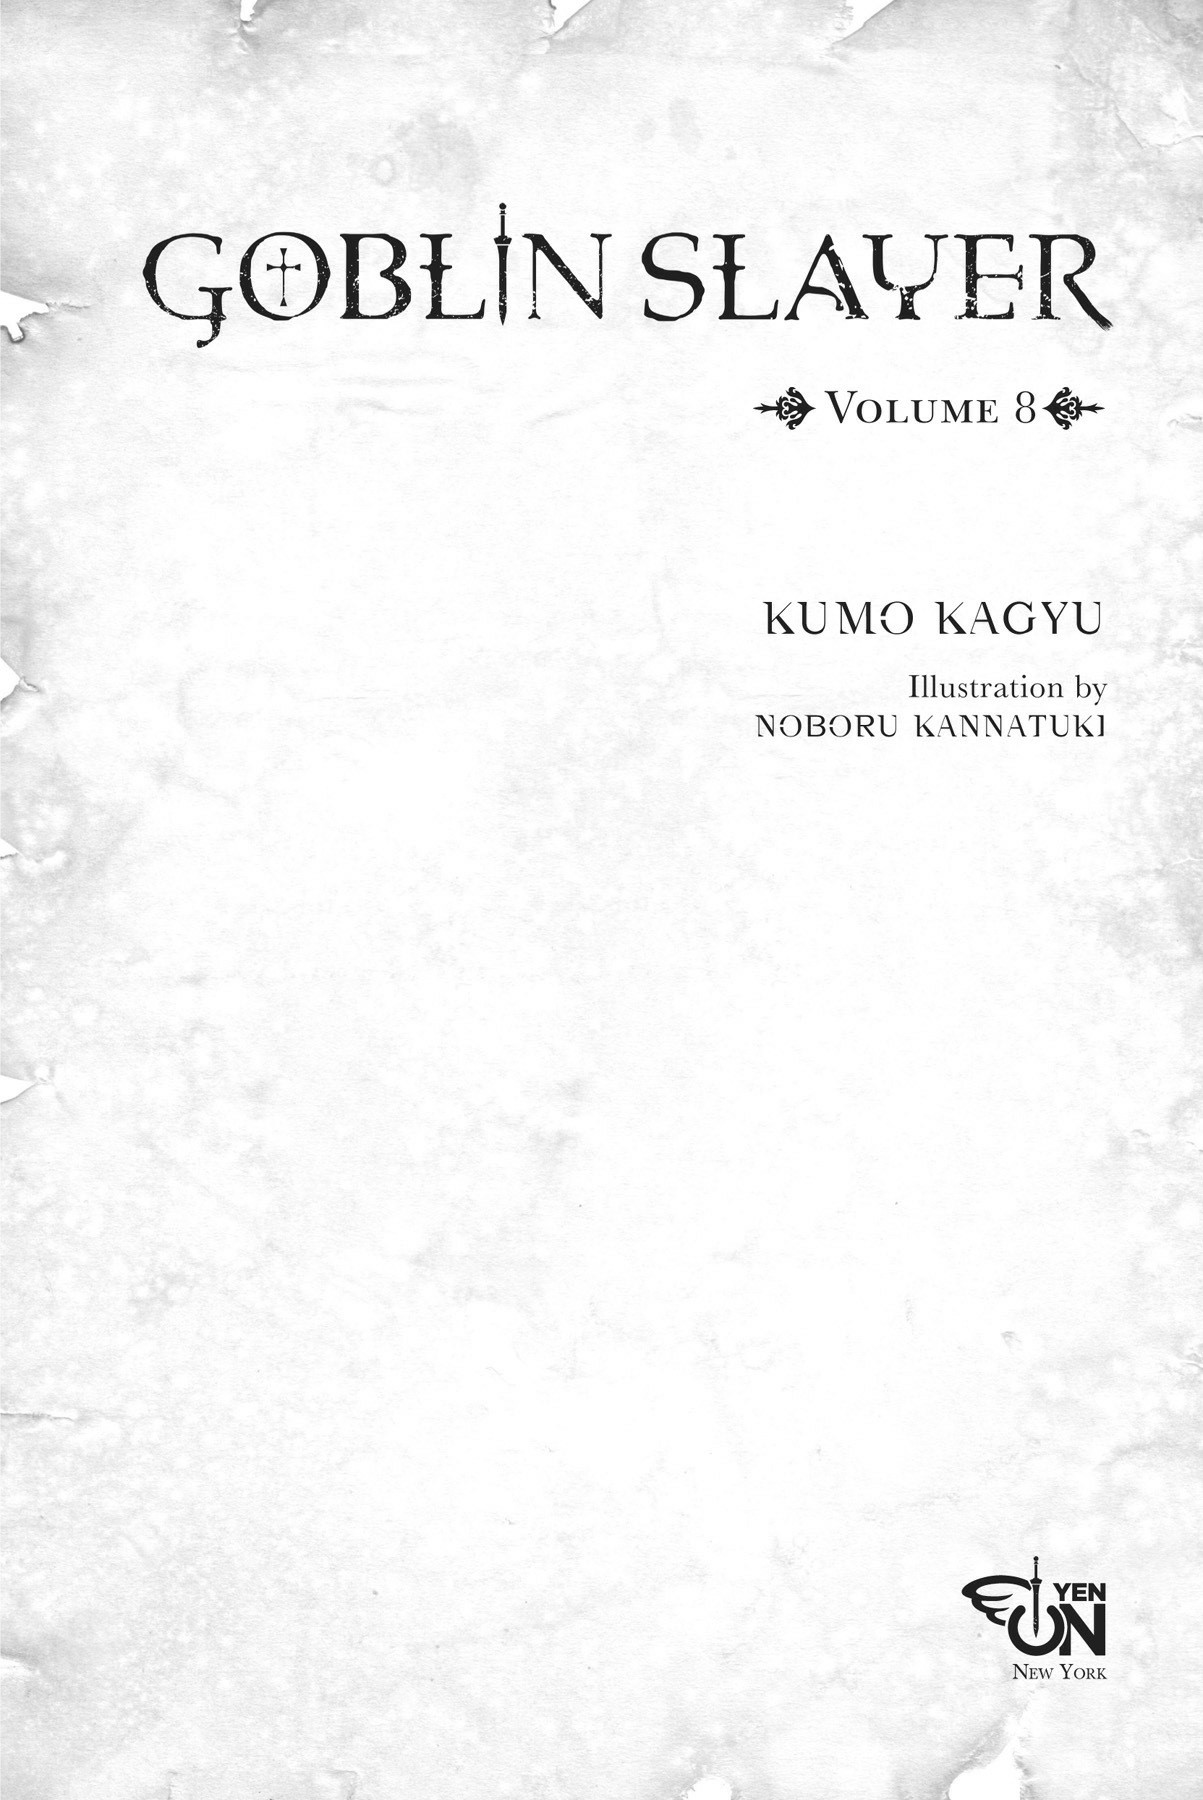 GOBLIN SLAYER
VOLUME 8
KUMO KAGYU
Illustration by
NOBORU KANNATUKI
YEN
ON
NEW YORK